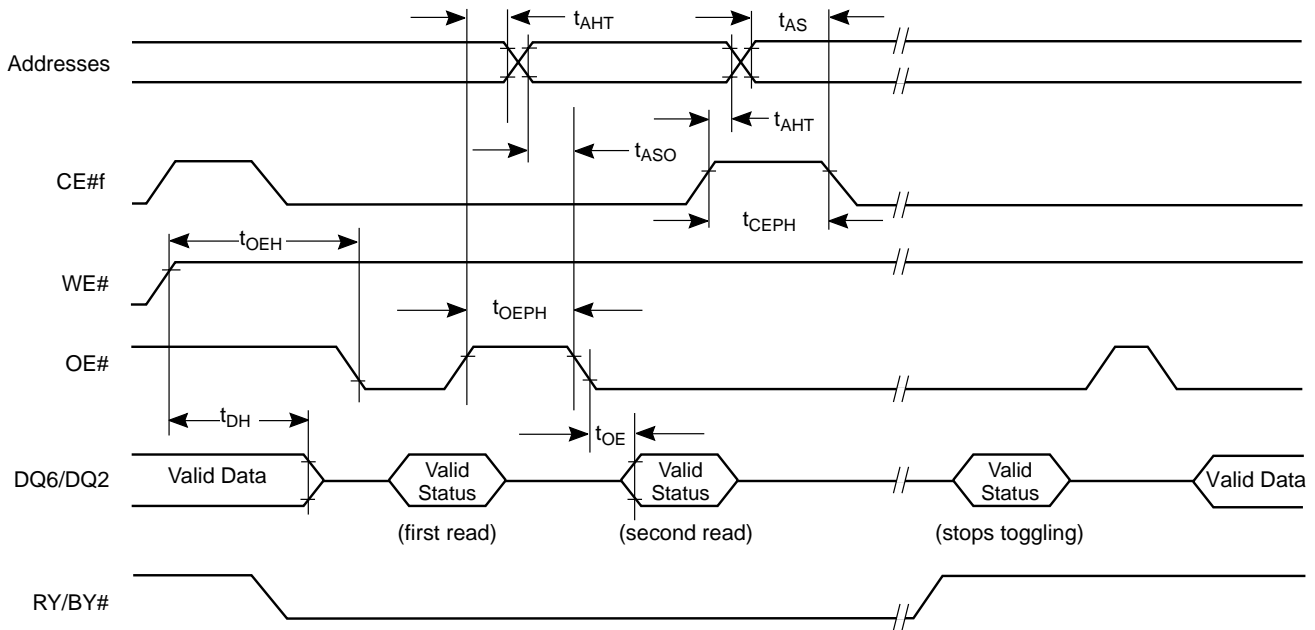 tAHT
tAS
Addresses
tAHT
tASO
CE#f
tCEPH
tOEH
WE#
tOEPH
OE#
tDH
tOE
DQ6/DQ2
Valid Data
Valid
Status
Valid
Status
Valid
Status
Valid Data
(first read)
(second read)
(stops toggling)
RY/BY#